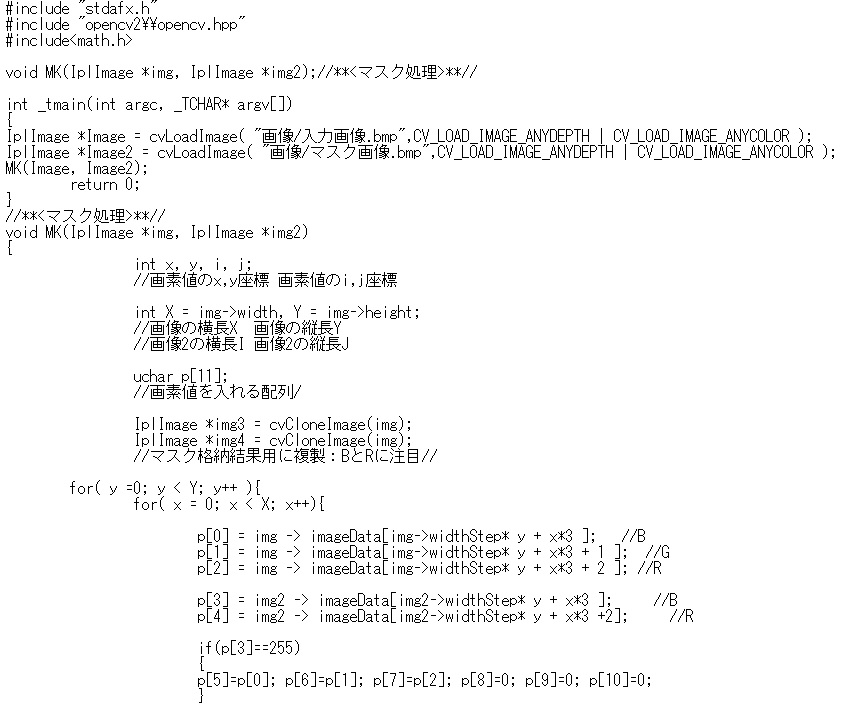 #include "stdafx.h"
#include "opencv2¥¥opencv.hpp"
#include<math.h>
void MK(IplImage *img, IplImage *img2);//**<マスク処理>**//
int _tmain(int argc, _TCHAR* argv[])
{
IplImage *Image = cvLoadImage( "画像/入力画像.bmp",CV_LOAD_IMAGE_ANYDEPTH | CV_LOAD_IMAGE_ANYCOLOR );
IplImage *Image2 = cvLoadImage( "画像/マスク画像.bmp",CV_LOAD_IMAGE_ANYDEPTH | CV_LOAD_IMAGE_ANYCOLOR );
MK(Image, Image2);
return 0;
}
//**<マスク処理>**//
void MK(IplImage *img, IplImage *img2)
{
int x, y, i, j;
//画素値のx,y座標 画素値のi,j座標
int X = img->width, Y = img->height;
//画像の横長X　画像の縦長Y
//画像2の横長I 画像2の縦長J
uchar p[11];
//画素値を入れる配列/
IplImage *img3 = cvCloneImage(img);
IplImage *img4 = cvCloneImage(img);
//マスク格納結果用に複製：BとRに注目//
for( y =0; y < Y; y++ ){
for( x = 0; x < X; x++){
p[0] = img -> imageData[img->widthStep* y + x*3 ]; //B
p[1] = img -> imageData[img->widthStep* y + x*3 + 1 ]; //G
p[2] = img -> imageData[img->widthStep* y + x*3 + 2 ]; //R
p[3] = img2 -> imageData[img2->widthStep* y + x*3 ]; //B
p[4] = img2 -> imageData[img2->widthStep* y + x*3 +2]; //R
if(p[3]==255)
{
p[5]=p[0]; p[6]=p[1]; p[7]=p[2]; p[8]=0; p[9]=0; p[10]=0;
}